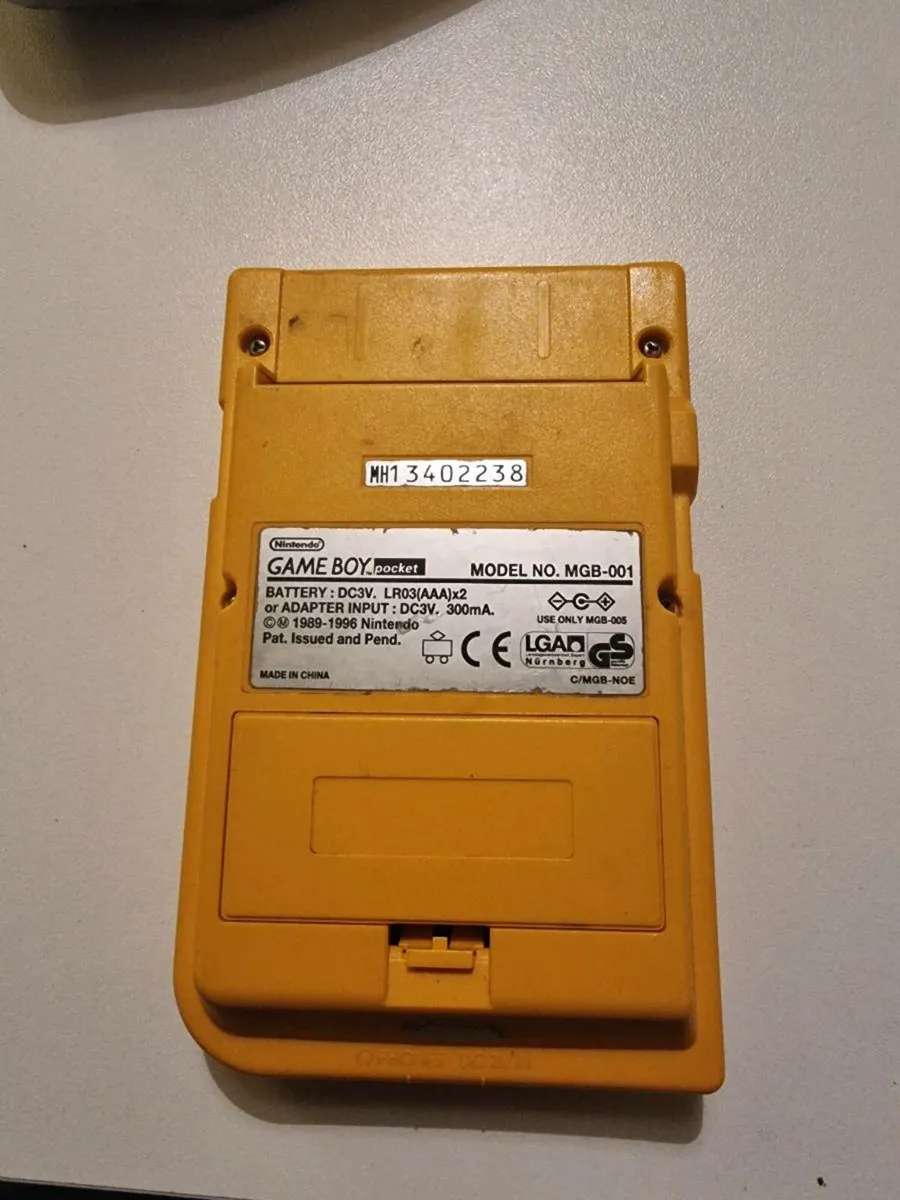 MH13402238
Nintendo
GAME BOY™ pocket MODEL NO. MGB-001
BATTERY : DC3V. LR03(AAA)x2
or ADAPTER INPUT : DC3V. 300mA.
©Ⓜ 1989-1996 Nintendo USE ONLY MGB-005
Pat. Issued and Pend. CE LGA GS
Nürnberg
MADE IN CHINA C/MGB-NOE